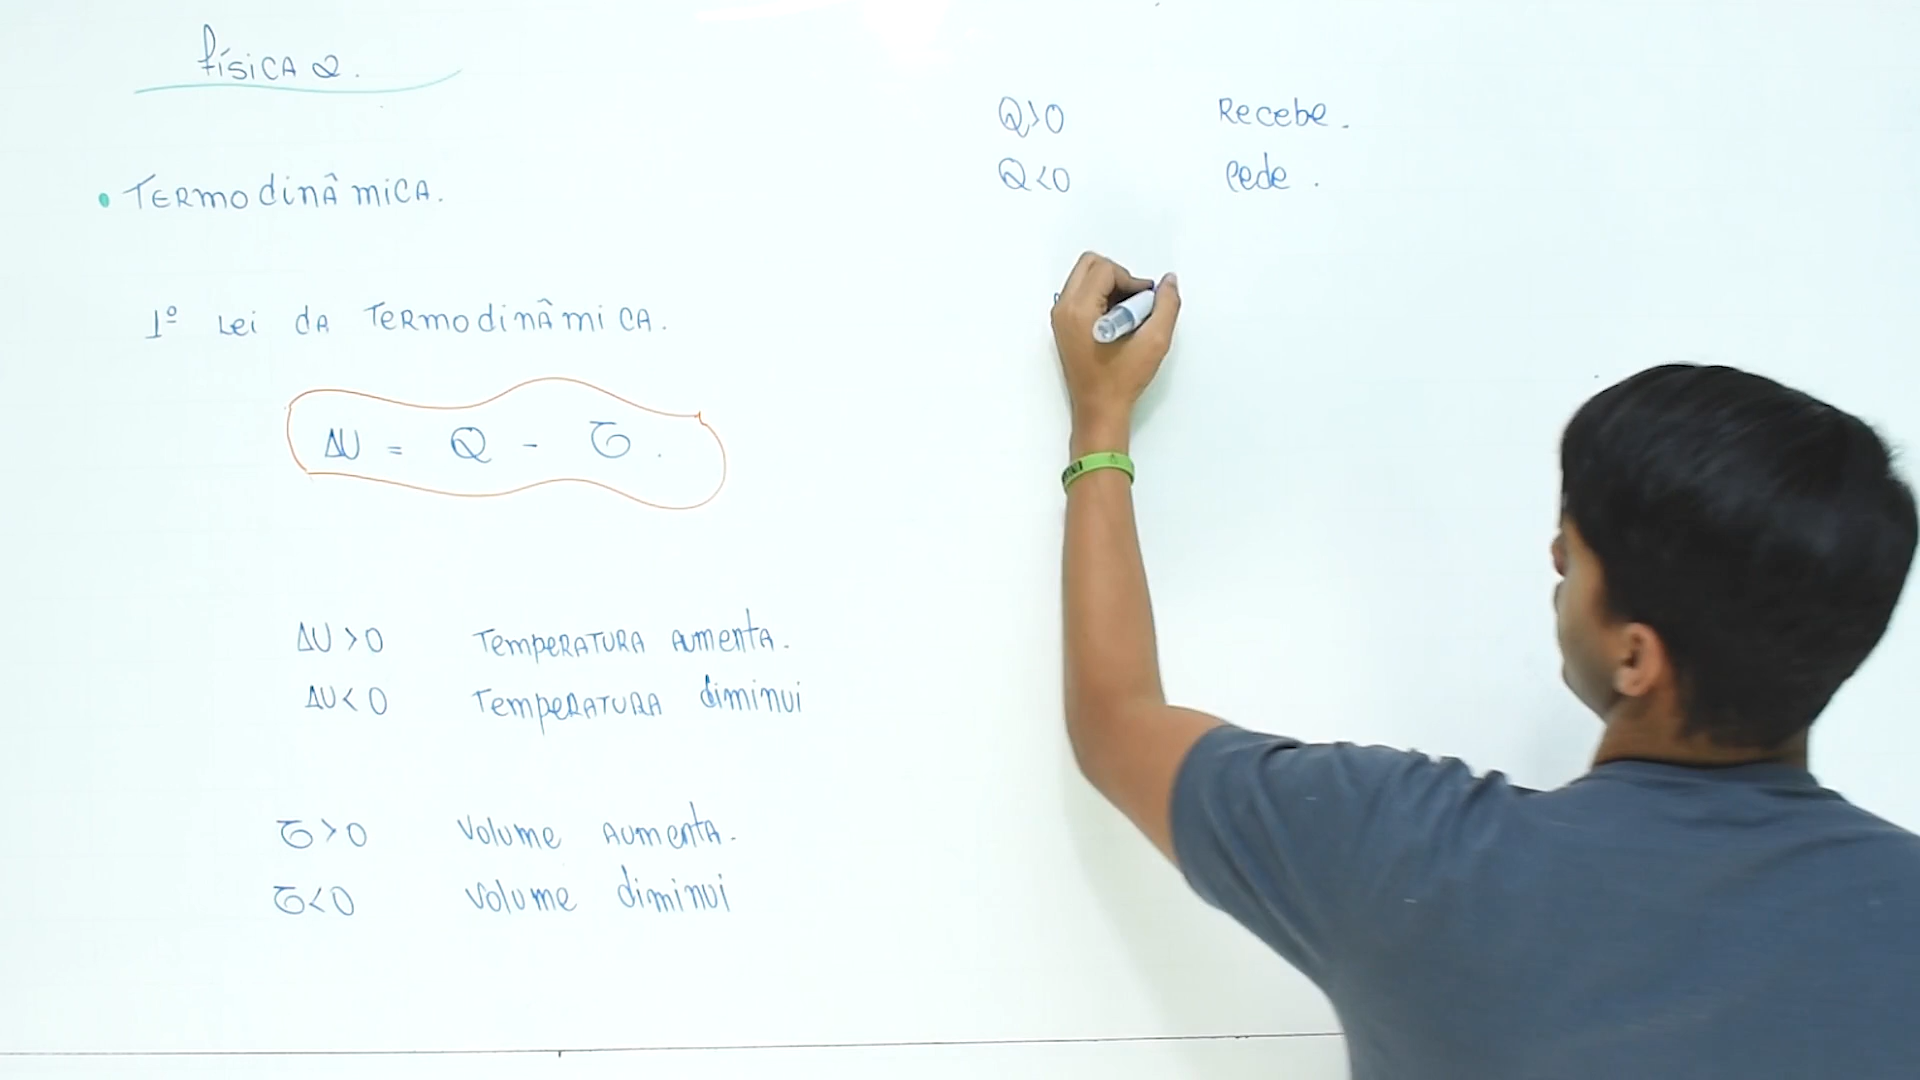 física 2.
• Termodinâmica.
1º Lei da Termodinâmica.
ΔU = Q - τ.
ΔU > 0 Temperatura aumenta.
ΔU < 0 Temperatura diminui
τ > 0 Volume aumenta.
τ < 0 Volume diminui
Q > 0 Recebe.
Q < 0 cede.